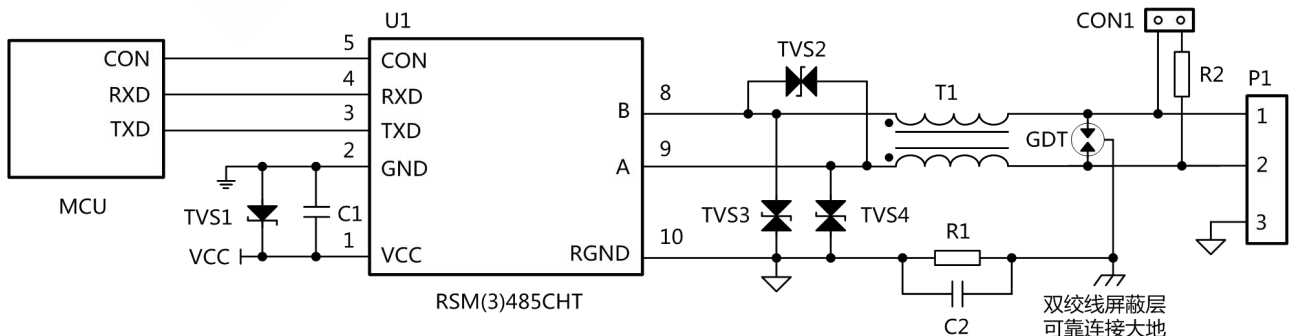 U1
CON1
TVS2
CON 5 CON
R2
P1
RXD 4 RXD
B 8
T1
1
TXD 3 TXD
GDT
2 GND
A 9
2
MCU
TVS1
C1
TVS3
TVS4
3
1
10
R1
VCC
VCC
RGND
RSM(3)485CHT
C2
双绞线屏蔽层
可靠连接大地